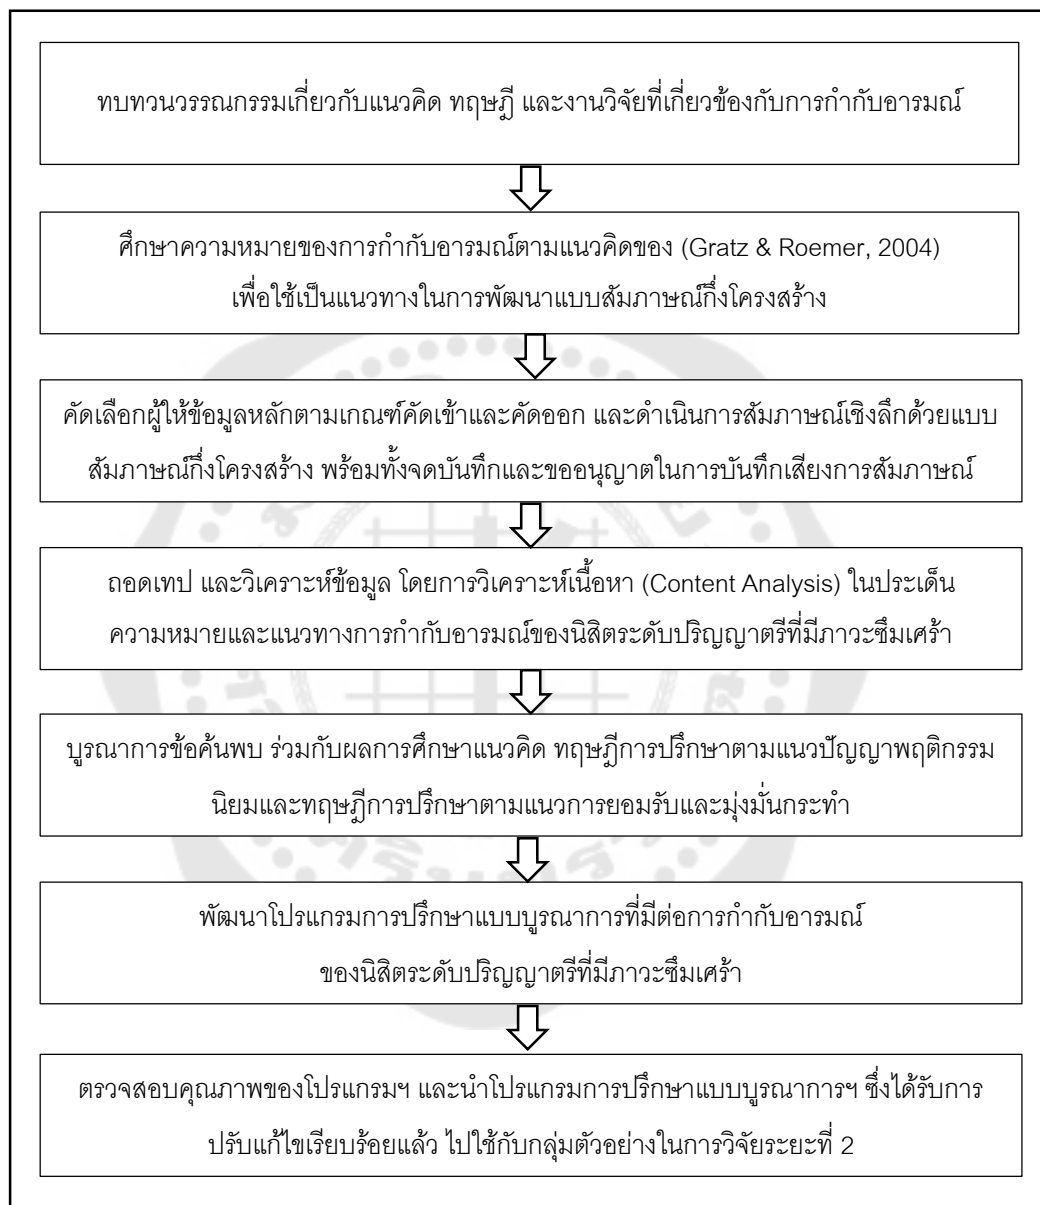 ทบทวนวรรณกรรมเกี่ยวกับแนวคิด ทฤษฎี และงานวิจัยที่เกี่ยวข้องกับการกำกับอารมณ์
ศึกษาความหมายของการกำกับอารมณ์ตามแนวคิดของ (Gratz & Roemer, 2004)
เพื่อใช้เป็นแนวทางในการพัฒนาแบบสัมภาษณ์กึ่งโครงสร้าง
คัดเลือกผู้ให้ข้อมูลหลักตามเกณฑ์คัดเข้าและคัดออก และดำเนินการสัมภาษณ์เชิงลึกด้วยแบบ
สัมภาษณ์กึ่งโครงสร้าง พร้อมทั้งจดบันทึกและขออนุญาตในการบันทึกเสียงการสัมภาษณ์
ถอดเทป และวิเคราะห์ข้อมูล โดยการวิเคราะห์เนื้อหา (Content Analysis) ในประเด็น
ความหมายและแนวทางการกำกับอารมณ์ของนิสิตระดับปริญญาตรีที่มีภาวะซึมเศร้า
บูรณาการข้อค้นพบ ร่วมกับผลการศึกษาแนวคิด ทฤษฎีการปรึกษาตามแนวปัญญาพฤติกรรม
นิยมและทฤษฎีการปรึกษาตามแนวการยอมรับและมุ่งมั่นกระทำ
พัฒนาโปรแกรมการปรึกษาแบบบูรณาการที่มีต่อการกำกับอารมณ์
ของนิสิตระดับปริญญาตรีที่มีภาวะซึมเศร้า
ตรวจสอบคุณภาพของโปรแกรมฯ และนำโปรแกรมการปรึกษาแบบบูรณาการฯ ซึ่งได้รับการ
ปรับแก้ไขเรียบร้อยแล้ว ไปใช้กับกลุ่มตัวอย่างในการวิจัยระยะที่ 2